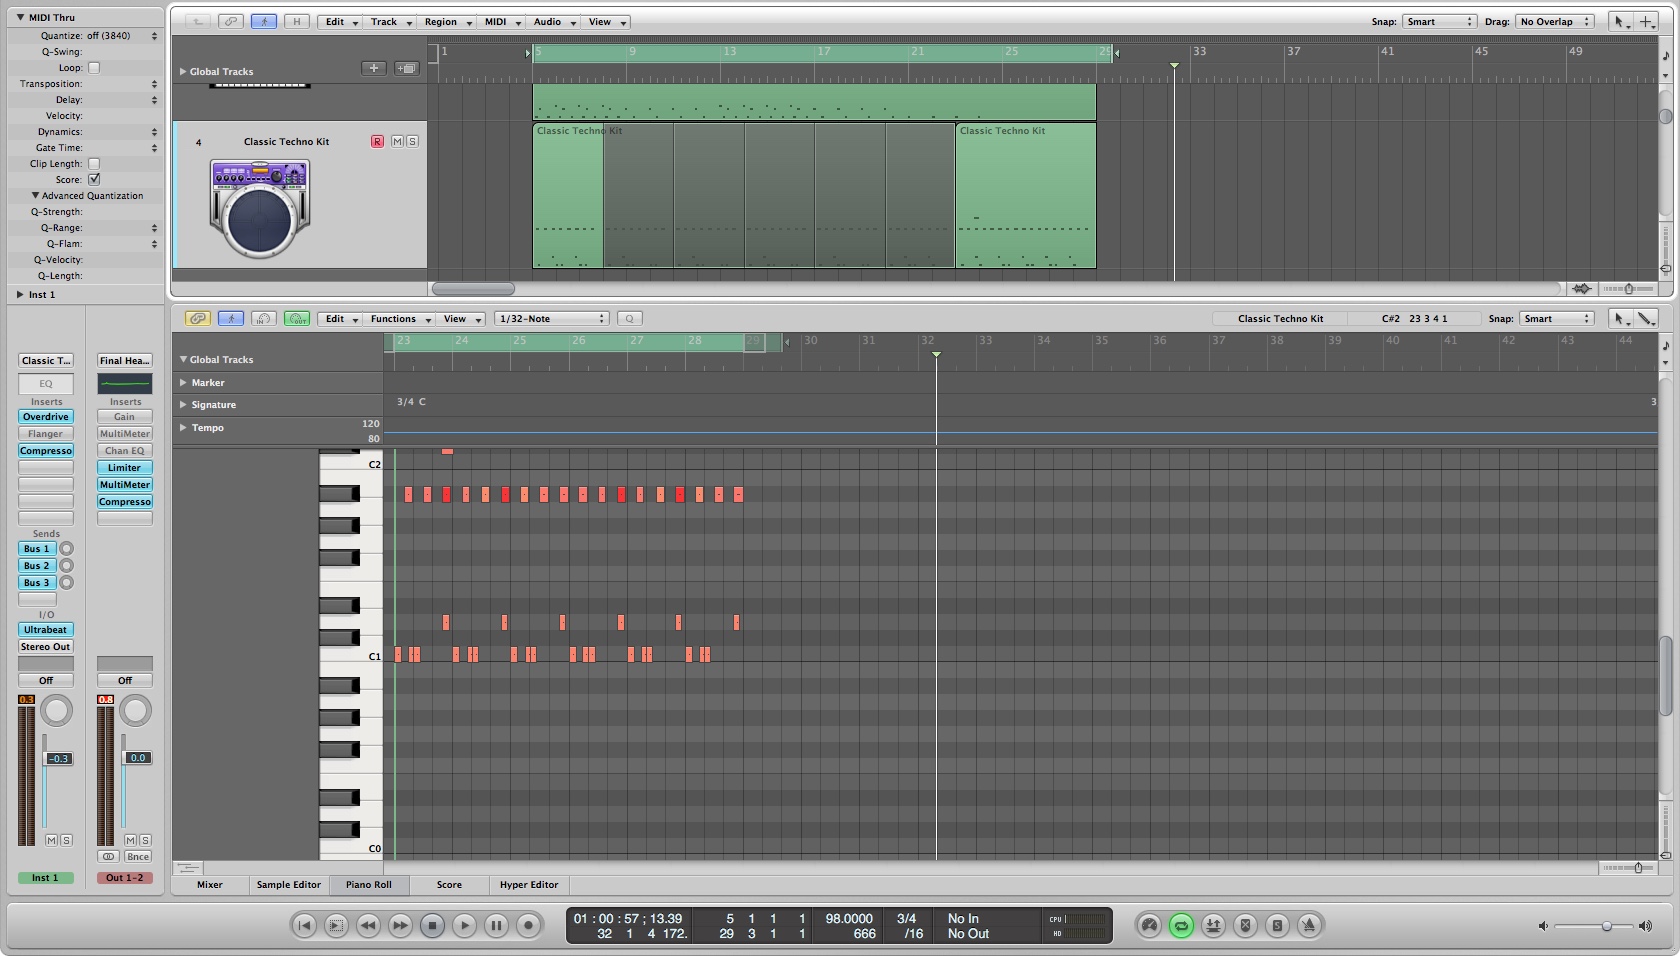 MIDI Thru
Quantize: off (3840)
Q-Swing:
Loop:
Transposition:
Delay:
Velocity:
Dynamics:
Gate Time:
Clip Length:
Score:
Advanced Quantization
Q-Strength:
Q-Range:
Q-Flam:
Q-Velocity:
Q-Length:
Inst 1
H Edit Track Region MIDI Audio View Snap: Smart Drag: No Overlap
1 5 9 13 17 21 25 29 33 37 41 45 49
Global Tracks
4 Classic Techno Kit R M S
Classic Techno Kit Classic Techno Kit
IN OUT Edit Functions View 1/32-Note Q Classic Techno Kit C#2 23 3 4 1 Snap: Smart
23 24 25 26 27 28 29 30 31 32 33 34 35 36 37 38 39 40 41 42 43 44
Global Tracks
Marker
Signature 3/4 C 3
Tempo 120
80
C2
C1
C0
Classic T... Final Hea...
EQ
Inserts Inserts
Overdrive Gain
Flanger MultiMeter
Compresso Chan EQ
Limiter
MultiMeter
Compresso
Sends
Bus 1
Bus 2
Bus 3
I/O
Ultrabeat
Stereo Out
Off Off
0.3 0.8
-0.3 0.0
M S M S
Bnce
Inst 1 Out 1-2
Mixer Sample Editor Piano Roll Score Hyper Editor
01 : 00 : 57 ; 13.39 5 1 1 1 98.0000 3/4 No In CPU
32 1 4 172. 29 3 1 1 666 /16 No Out HD
S